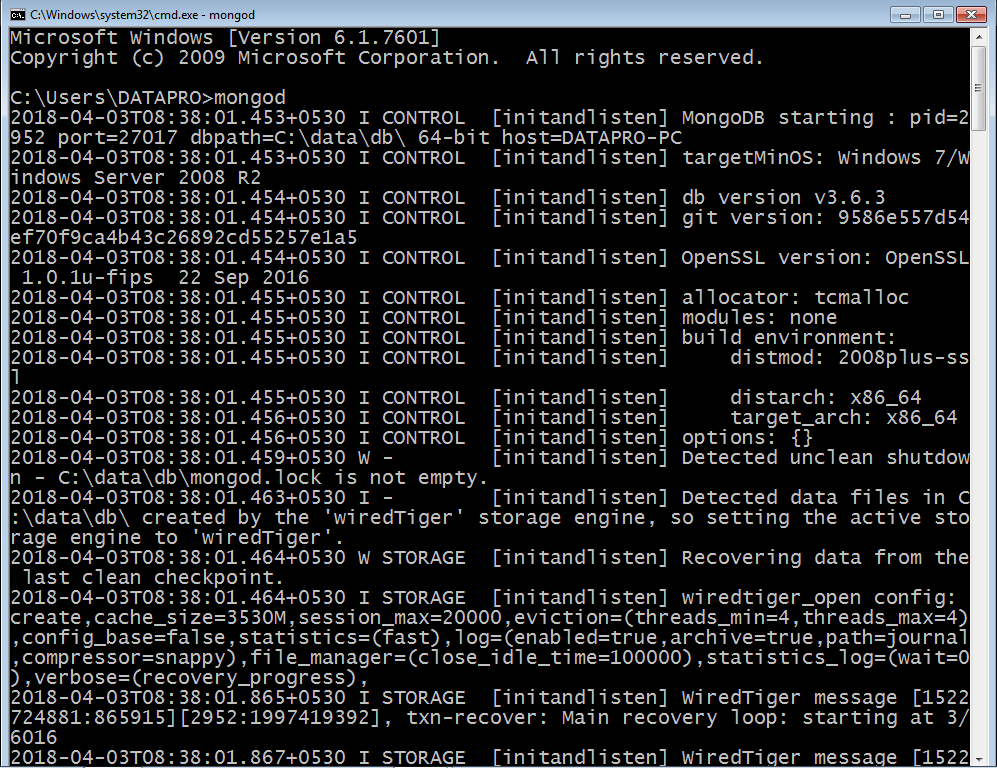 C:\Windows\system32\cmd.exe - mongod
Microsoft Windows [Version 6.1.7601]
Copyright (c) 2009 Microsoft Corporation.  All rights reserved.
C:\Users\DATAPRO>mongod
2018-04-03T08:38:01.453+0530 I CONTROL  [initandlisten] MongoDB starting : pid=2
952 port=27017 dbpath=C:\data\db\ 64-bit host=DATAPRO-PC
2018-04-03T08:38:01.453+0530 I CONTROL  [initandlisten] targetMinOS: Windows 7/W
indows Server 2008 R2
2018-04-03T08:38:01.454+0530 I CONTROL  [initandlisten] db version v3.6.3
2018-04-03T08:38:01.454+0530 I CONTROL  [initandlisten] git version: 9586e557d54
ef70f9ca4b43c26892cd55257e1a5
2018-04-03T08:38:01.454+0530 I CONTROL  [initandlisten] OpenSSL version: OpenSSL
 1.0.1u-fips  22 Sep 2016
2018-04-03T08:38:01.455+0530 I CONTROL  [initandlisten] allocator: tcmalloc
2018-04-03T08:38:01.455+0530 I CONTROL  [initandlisten] modules: none
2018-04-03T08:38:01.455+0530 I CONTROL  [initandlisten] build environment:
2018-04-03T08:38:01.455+0530 I CONTROL  [initandlisten]     distmod: 2008plus-ss
l
2018-04-03T08:38:01.455+0530 I CONTROL  [initandlisten]     distarch: x86_64
2018-04-03T08:38:01.456+0530 I CONTROL  [initandlisten]     target_arch: x86_64
2018-04-03T08:38:01.456+0530 I CONTROL  [initandlisten] options: {}
2018-04-03T08:38:01.459+0530 W -        [initandlisten] Detected unclean shutdow
n - C:\data\db\mongod.lock is not empty.
2018-04-03T08:38:01.463+0530 I -        [initandlisten] Detected data files in C
:\data\db\ created by the 'wiredTiger' storage engine, so setting the active sto
rage engine to 'wiredTiger'.
2018-04-03T08:38:01.464+0530 W STORAGE  [initandlisten] Recovering data from the
 last clean checkpoint.
2018-04-03T08:38:01.464+0530 I STORAGE  [initandlisten] wiredtiger_open config:
create,cache_size=3530M,session_max=20000,eviction=(threads_min=4,threads_max=4)
,config_base=false,statistics=(fast),log=(enabled=true,archive=true,path=journal
,compressor=snappy),file_manager=(close_idle_time=100000),statistics_log=(wait=0
),verbose=(recovery_progress),
2018-04-03T08:38:01.865+0530 I STORAGE  [initandlisten] WiredTiger message [1522
724881:865915][2952:1997419392], txn-recover: Main recovery loop: starting at 3/
6016
2018-04-03T08:38:01.867+0530 I STORAGE  [initandlisten] WiredTiger message [1522